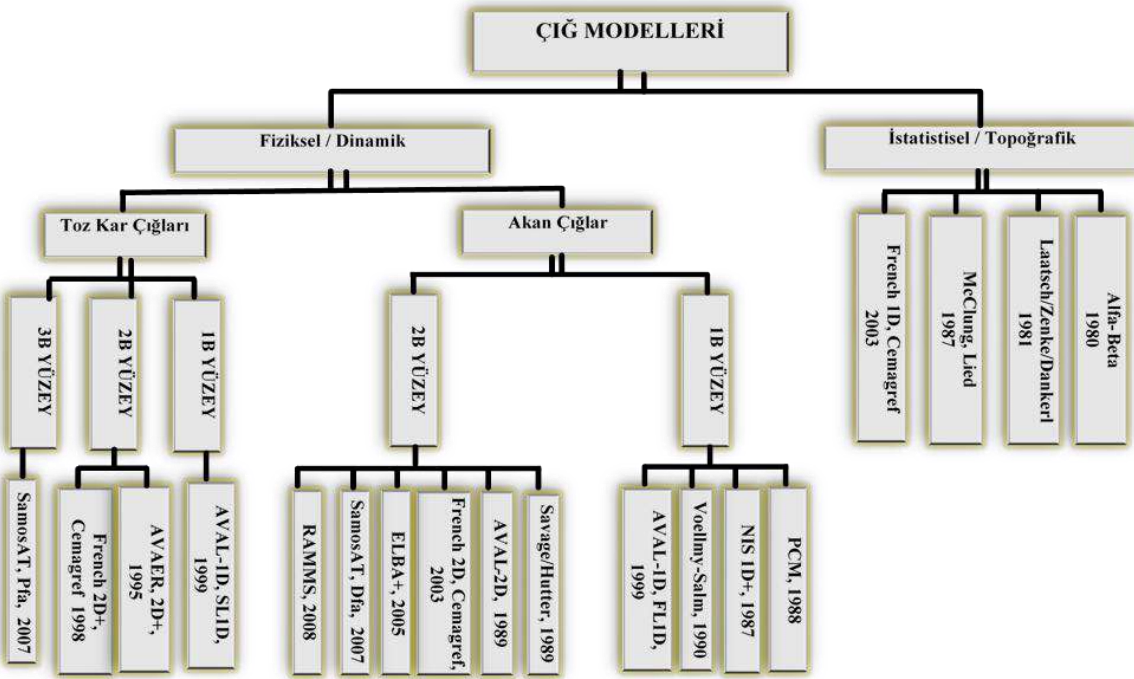 ÇIĞ MODELLERİ
Fiziksel / Dinamik
İstatistisel / Topoğrafik
Toz Kar Çığları
Akan Çığlar
3B YÜZEY
2B YÜZEY
1B YÜZEY
2B YÜZEY
1B YÜZEY
French 1D, Cemagref
2003
McClung, Lied
1987
Laatsch/Zenke/Dankerl
1981
Alfa- Beta
1980
SamosAT, Pfa, 2007
French 2D+,
Cemagref 1998
AVAER, 2D+,
1995
AVAL-1D, SL1D,
1999
RAMMS, 2008
SamosAT, Dfa, 2007
ELBA+, 2005
French 2D, Cemagref,
2003
AVAL-2D, 1989
Savage/Hutter, 1989
AVAL-1D, FL1D,
1999
Voellmy-Salm, 1990
NIS 1D+, 1987
PCM, 1988